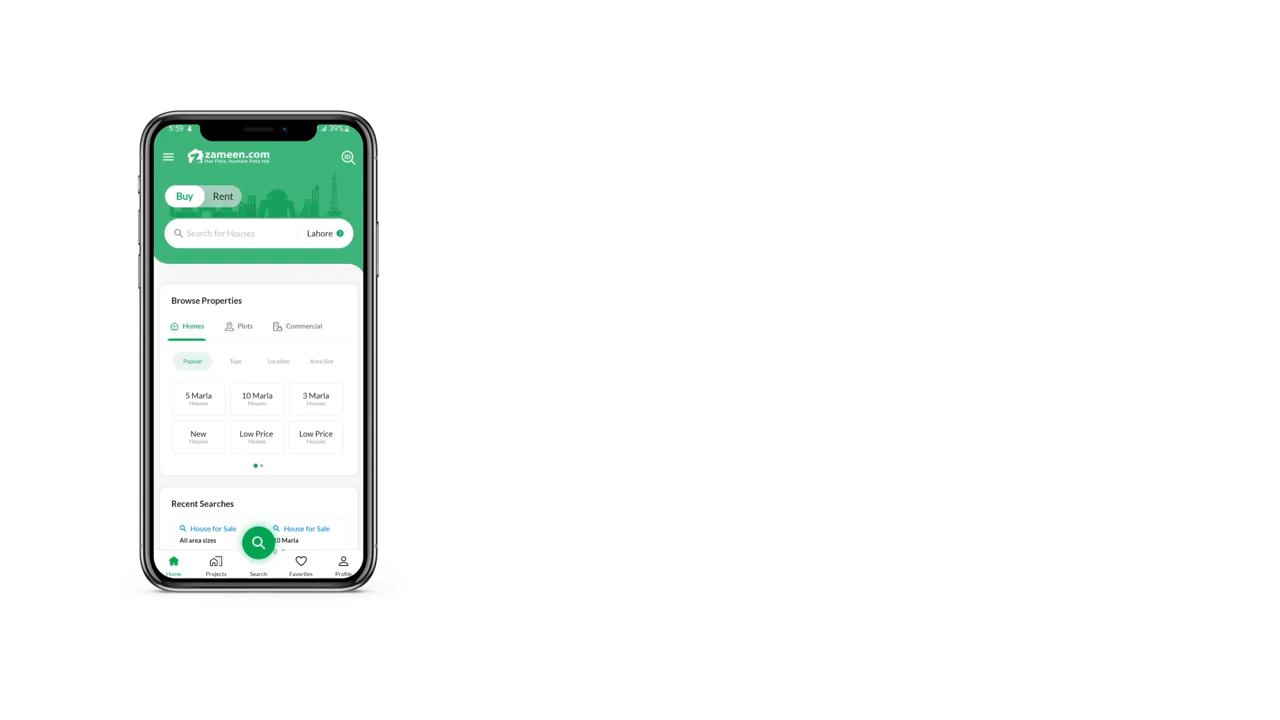 5:59 39%
zameen.com
Har Pata, Humein Pata Hai
ID
Buy Rent
Search for Houses Lahore
Browse Properties
Homes Plots Commercial
Popular Type Location Area Size
5 Marla 10 Marla 3 Marla
Houses Houses Houses
New Low Price Low Price
Houses Homes Houses
Recent Searches
House for Sale House for Sale
All area sizes 10 Marla
Home Projects Search Favorites Profile